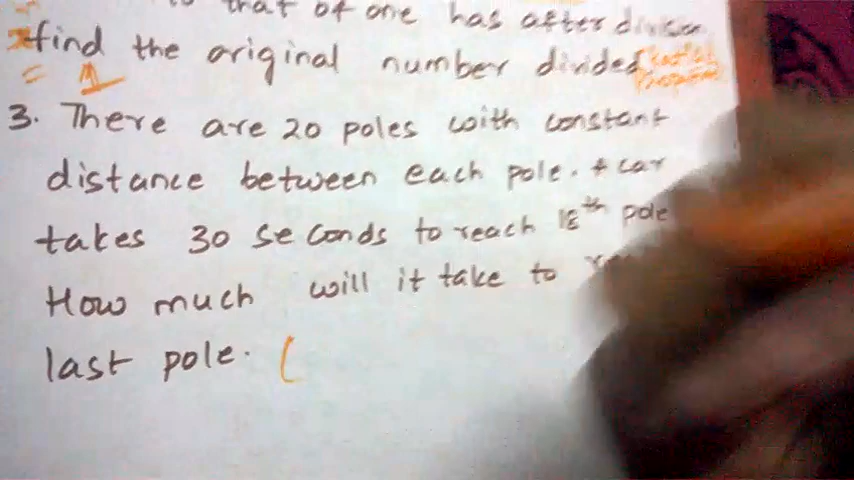 that of one has after division
find the original number divided
3. There are 20 poles with constant
distance between each pole. A car
takes 30 seconds to reach 18th pole
How much will it take to
last pole. (